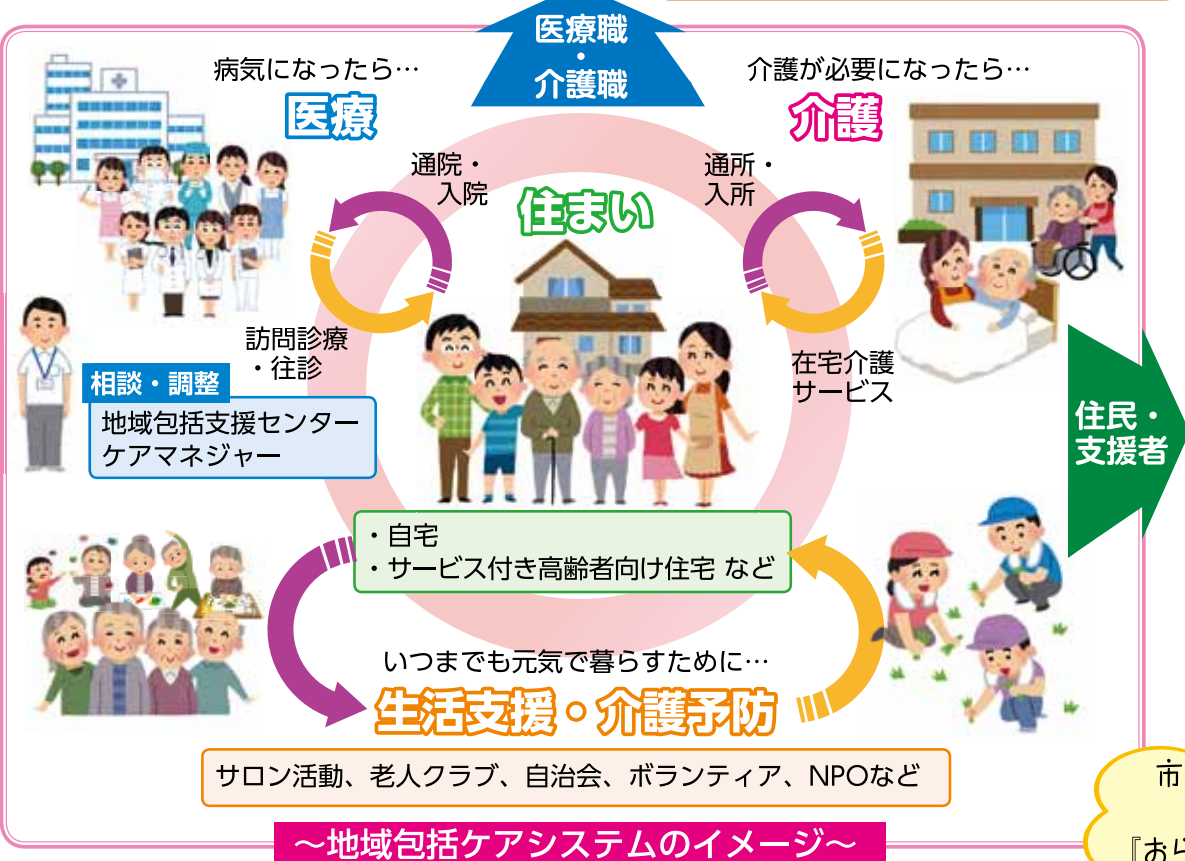 医療職
・
介護職
病気になったら…
医療
介護が必要になったら…
介護
通院・
入院
通所・
入所
住まい
訪問診療
・往診
在宅介護
サービス
相談・調整
地域包括支援センター
ケアマネジャー
住民・
支援者
・自宅
・サービス付き高齢者向け住宅 など
いつまでも元気で暮らすために…
生活支援・介護予防
サロン活動、老人クラブ、自治会、ボランティア、NPOなど
～地域包括ケアシステムのイメージ～
市
『おら